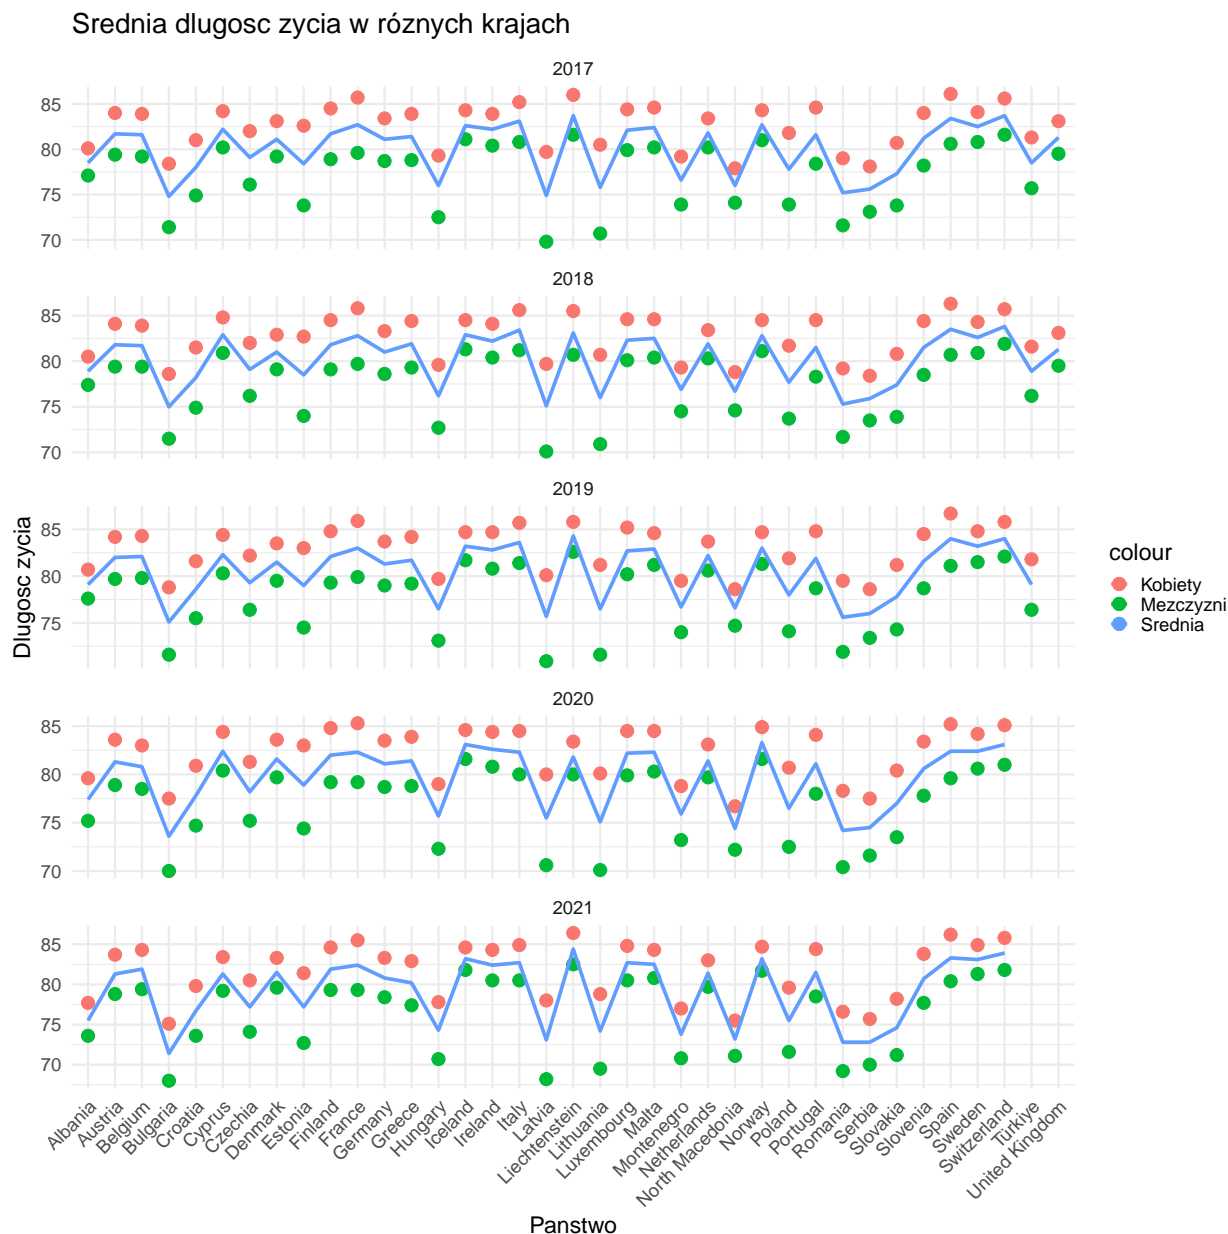 Srednia dlugosc zycia w róznych krajach
2017
85
80
75
70
2018
85
80
75
70
2019
85
80
75
2020
85
80
75
70
2021
85
80
75
70
Dlugosc zycia
Albania
Austria
Belgium
Bulgaria
Croatia
Cyprus
Czechia
Denmark
Estonia
Finland
France
Germany
Greece
Hungary
Iceland
Ireland
Italy
Latvia
Liechtenstein
Lithuania
Luxembourg
Malta
Montenegro
Netherlands
North Macedonia
Norway
Poland
Portugal
Romania
Serbia
Slovakia
Slovenia
Spain
Sweden
Switzerland
Türkiye
United Kingdom
Panstwo
colour
Kobiety
Mezczyzni
Srednia